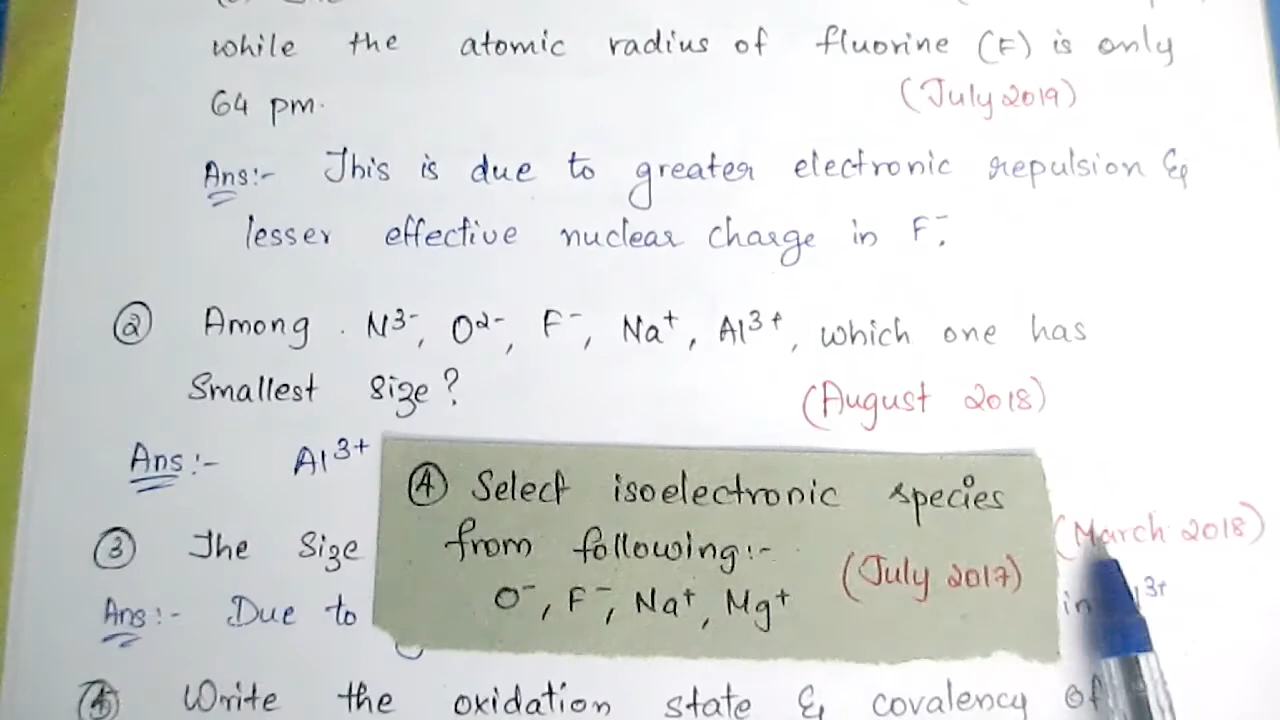 while the atomic radius of fluorine (F) is only
64 pm. (July 2019)
Ans:- This is due to greater electronic repulsion &
lesser effective nuclear charge in F⁻.
② Among N³⁻, O²⁻, F⁻, Na⁺, Al³⁺, which one has
Smallest size? (August 2018)
Ans:- Al³⁺
④ Select isoelectronic species
from following:-
(July 2017)
O⁻, F⁻, Na⁺, Mg⁺
③ The Size (March 2018)
Ans:- Due to in 3+
⑤ Write the oxidation state & covalency of